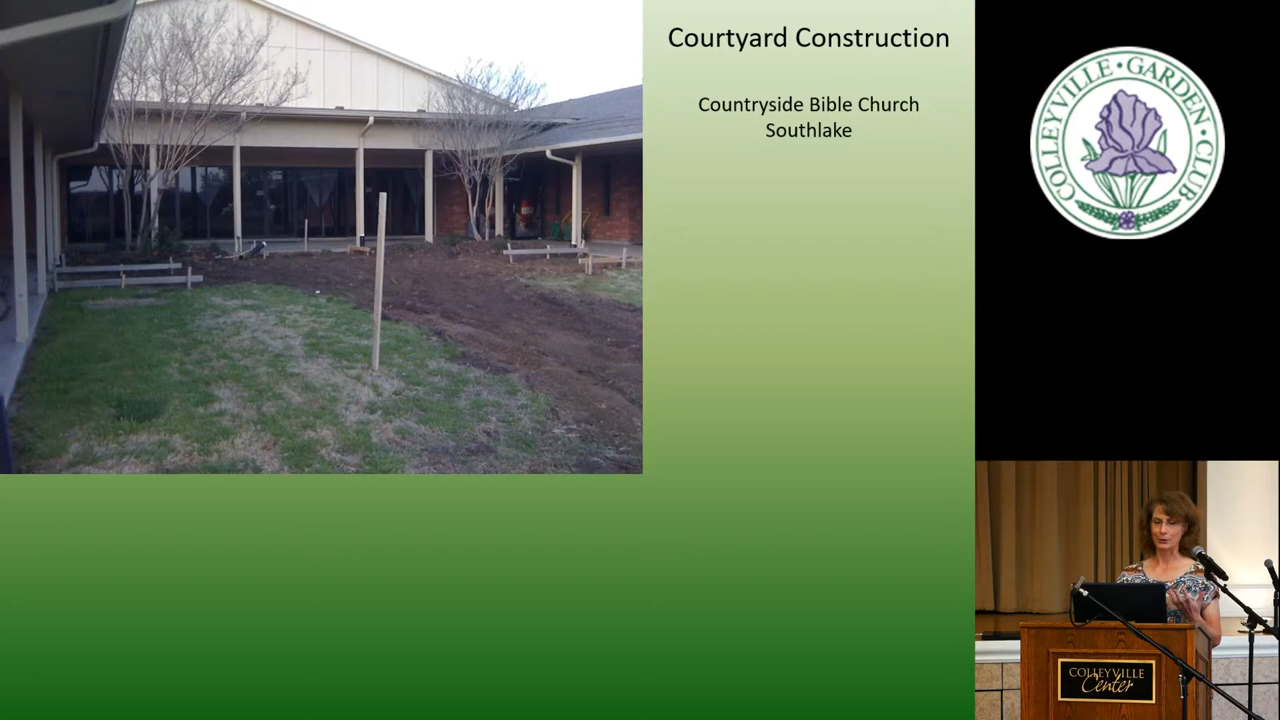 Courtyard Construction
Countryside Bible Church
Southlake
COLLEYVILLE • GARDEN • CLUB
COLLEYVILLE
Center